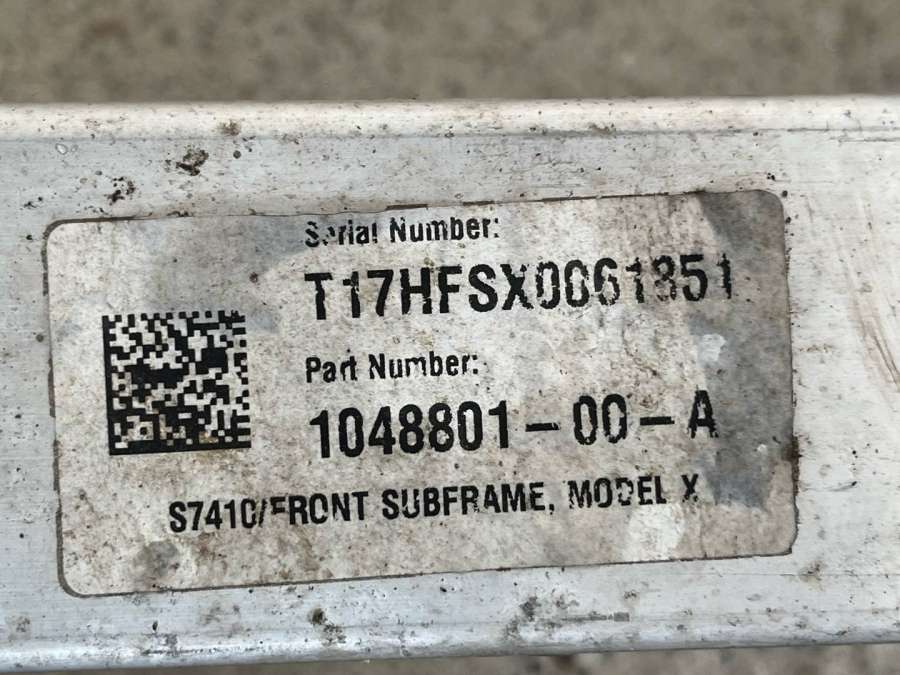 Serial Number:
T17HFSX0061351
Part Number:
1048801-00-A
S7410/FRONT SUBFRAME, MODEL X